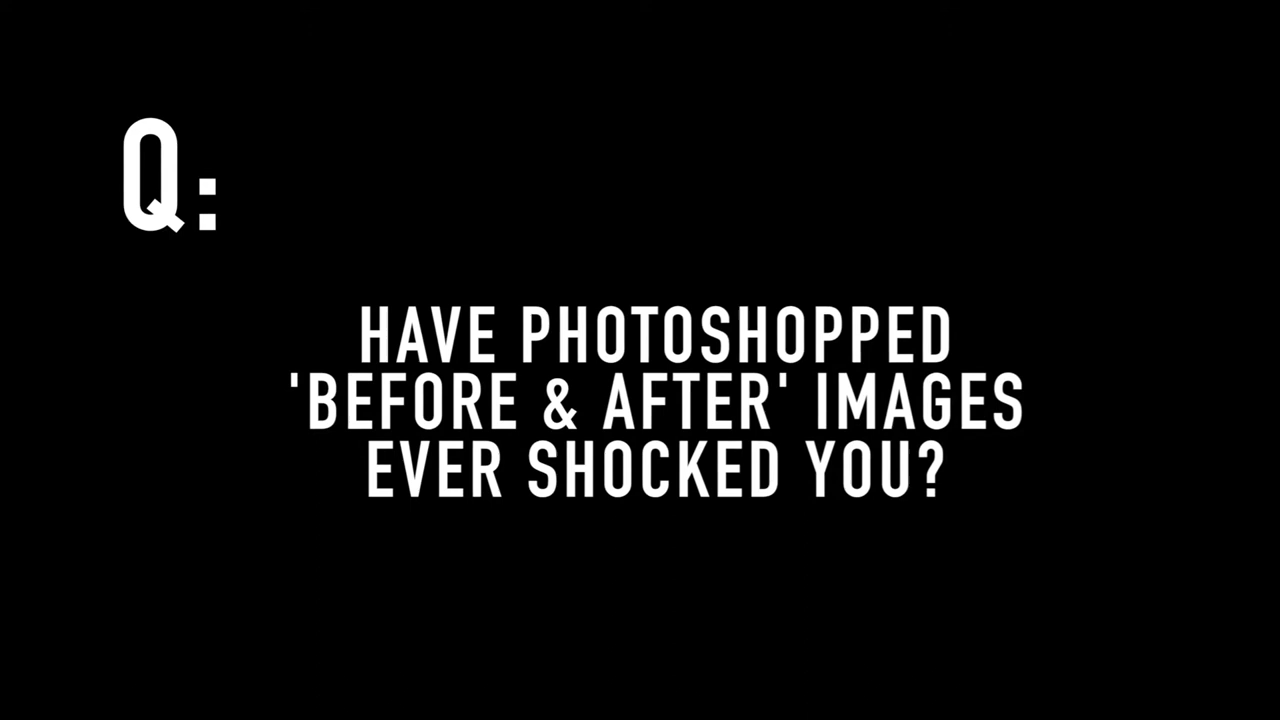 Q:
HAVE PHOTOSHOPPED
'BEFORE & AFTER' IMAGES
EVER SHOCKED YOU?